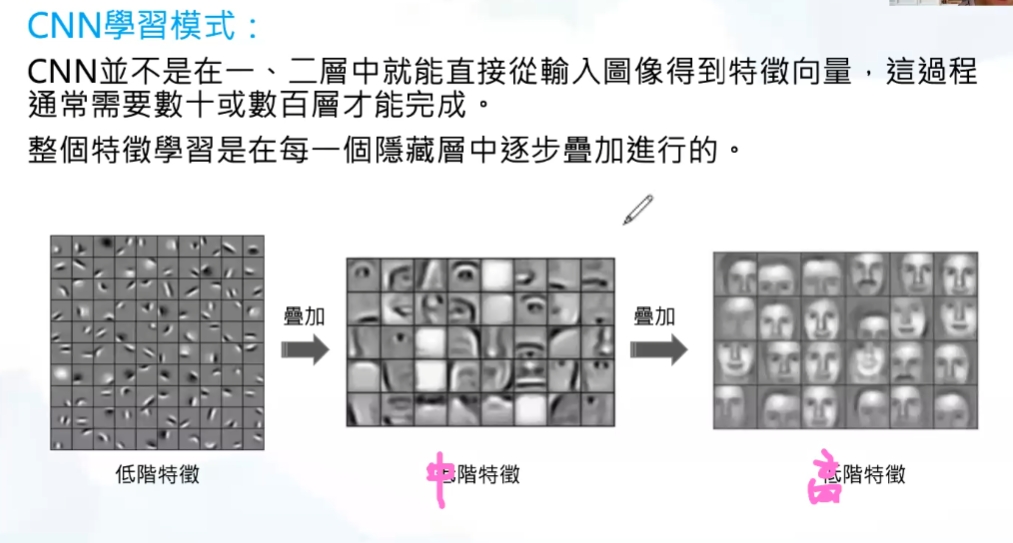 CNN學習模式：
CNN並不是在一、二層中就能直接從輸入圖像得到特徵向量，這過程
通常需要數十或數百層才能完成。
整個特徵學習是在每一個隱藏層中逐步疊加進行的。
疊加
疊加
低階特徵
中階特徵
高階特徵